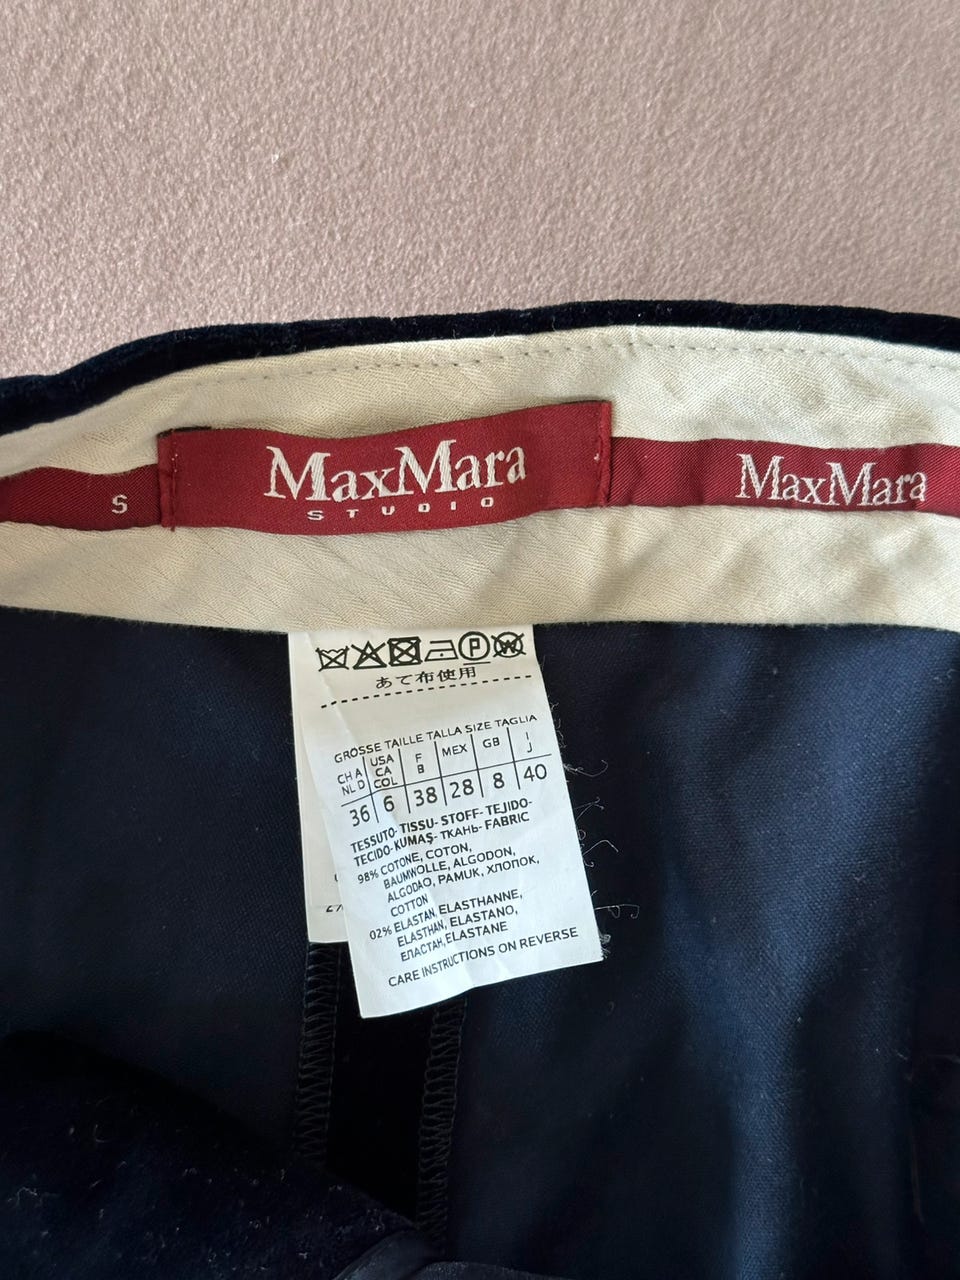 S
MaxMara
STUDIO
MaxMara
P W
あて布使用
GROSSE TAILLE TALLA SIZE TAGLIA
CH A NL D USA CA COL F B MEX GB I J
36 6 38 28 8 40
TESSUTO-TISSU-STOFF-TEJIDO-
TECIDO-KUMAŞ-ТКАНЬ-FABRIC
98% COTONE, COTON,
BAUMWOLLE, ALGODON,
ALGODAO, PAMUK, ХЛОПОК,
COTTON
02% ELASTAN, ELASTHANNE,
ELASTHAN, ELASTANO,
ЕЛАСТАН, ELASTANE
CARE INSTRUCTIONS ON REVERSE